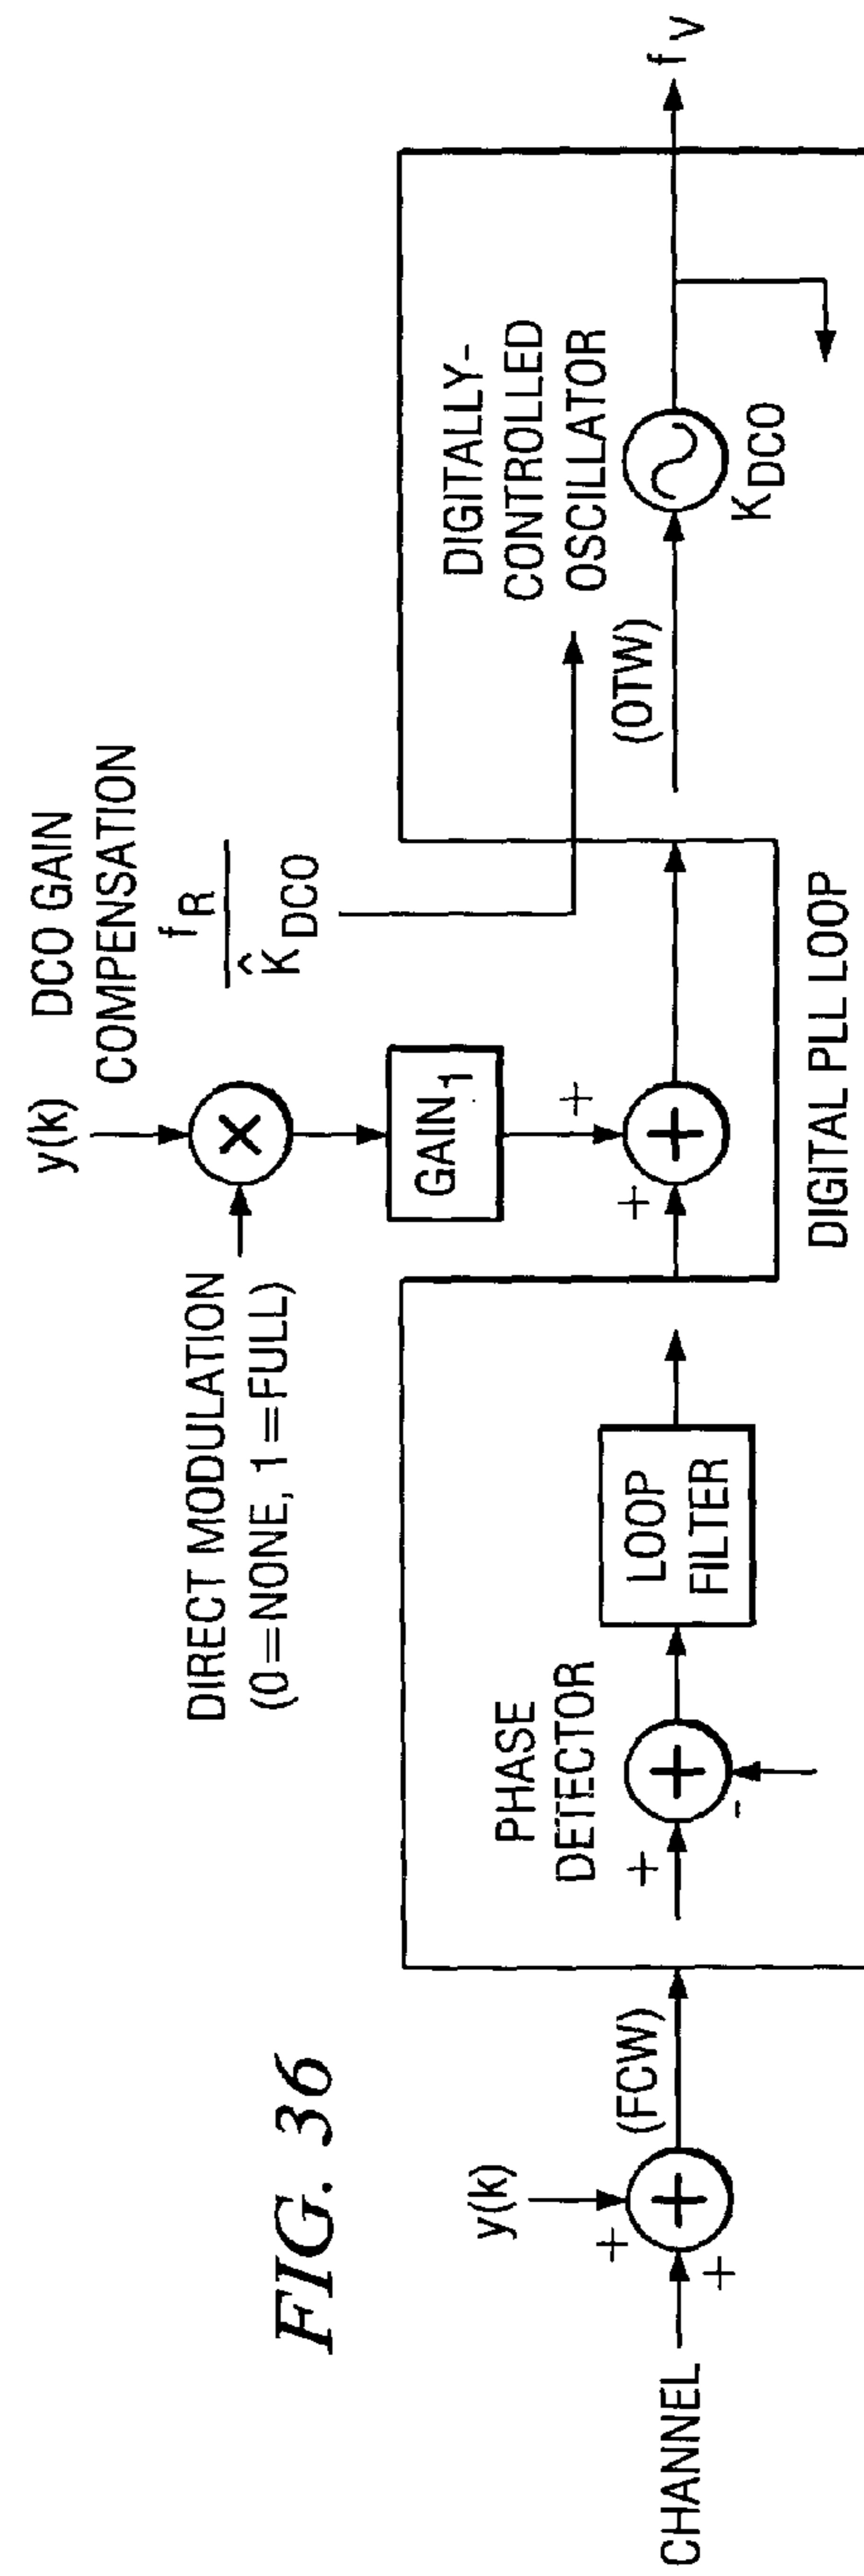 FIG. 36
CHANNEL
+
+
y(k)
(FCW)
PHASE
DETECTOR
+
-
LOOP
FILTER
DIRECT MODULATION
(0=NONE, 1=FULL)
y(k)
×
GAIN1
+
+
DIGITAL PLL LOOP
DCO GAIN
COMPENSATION
fR
K̂DCO
(OTW)
DIGITALLY-
CONTROLLED
OSCILLATOR
KDCO
fV